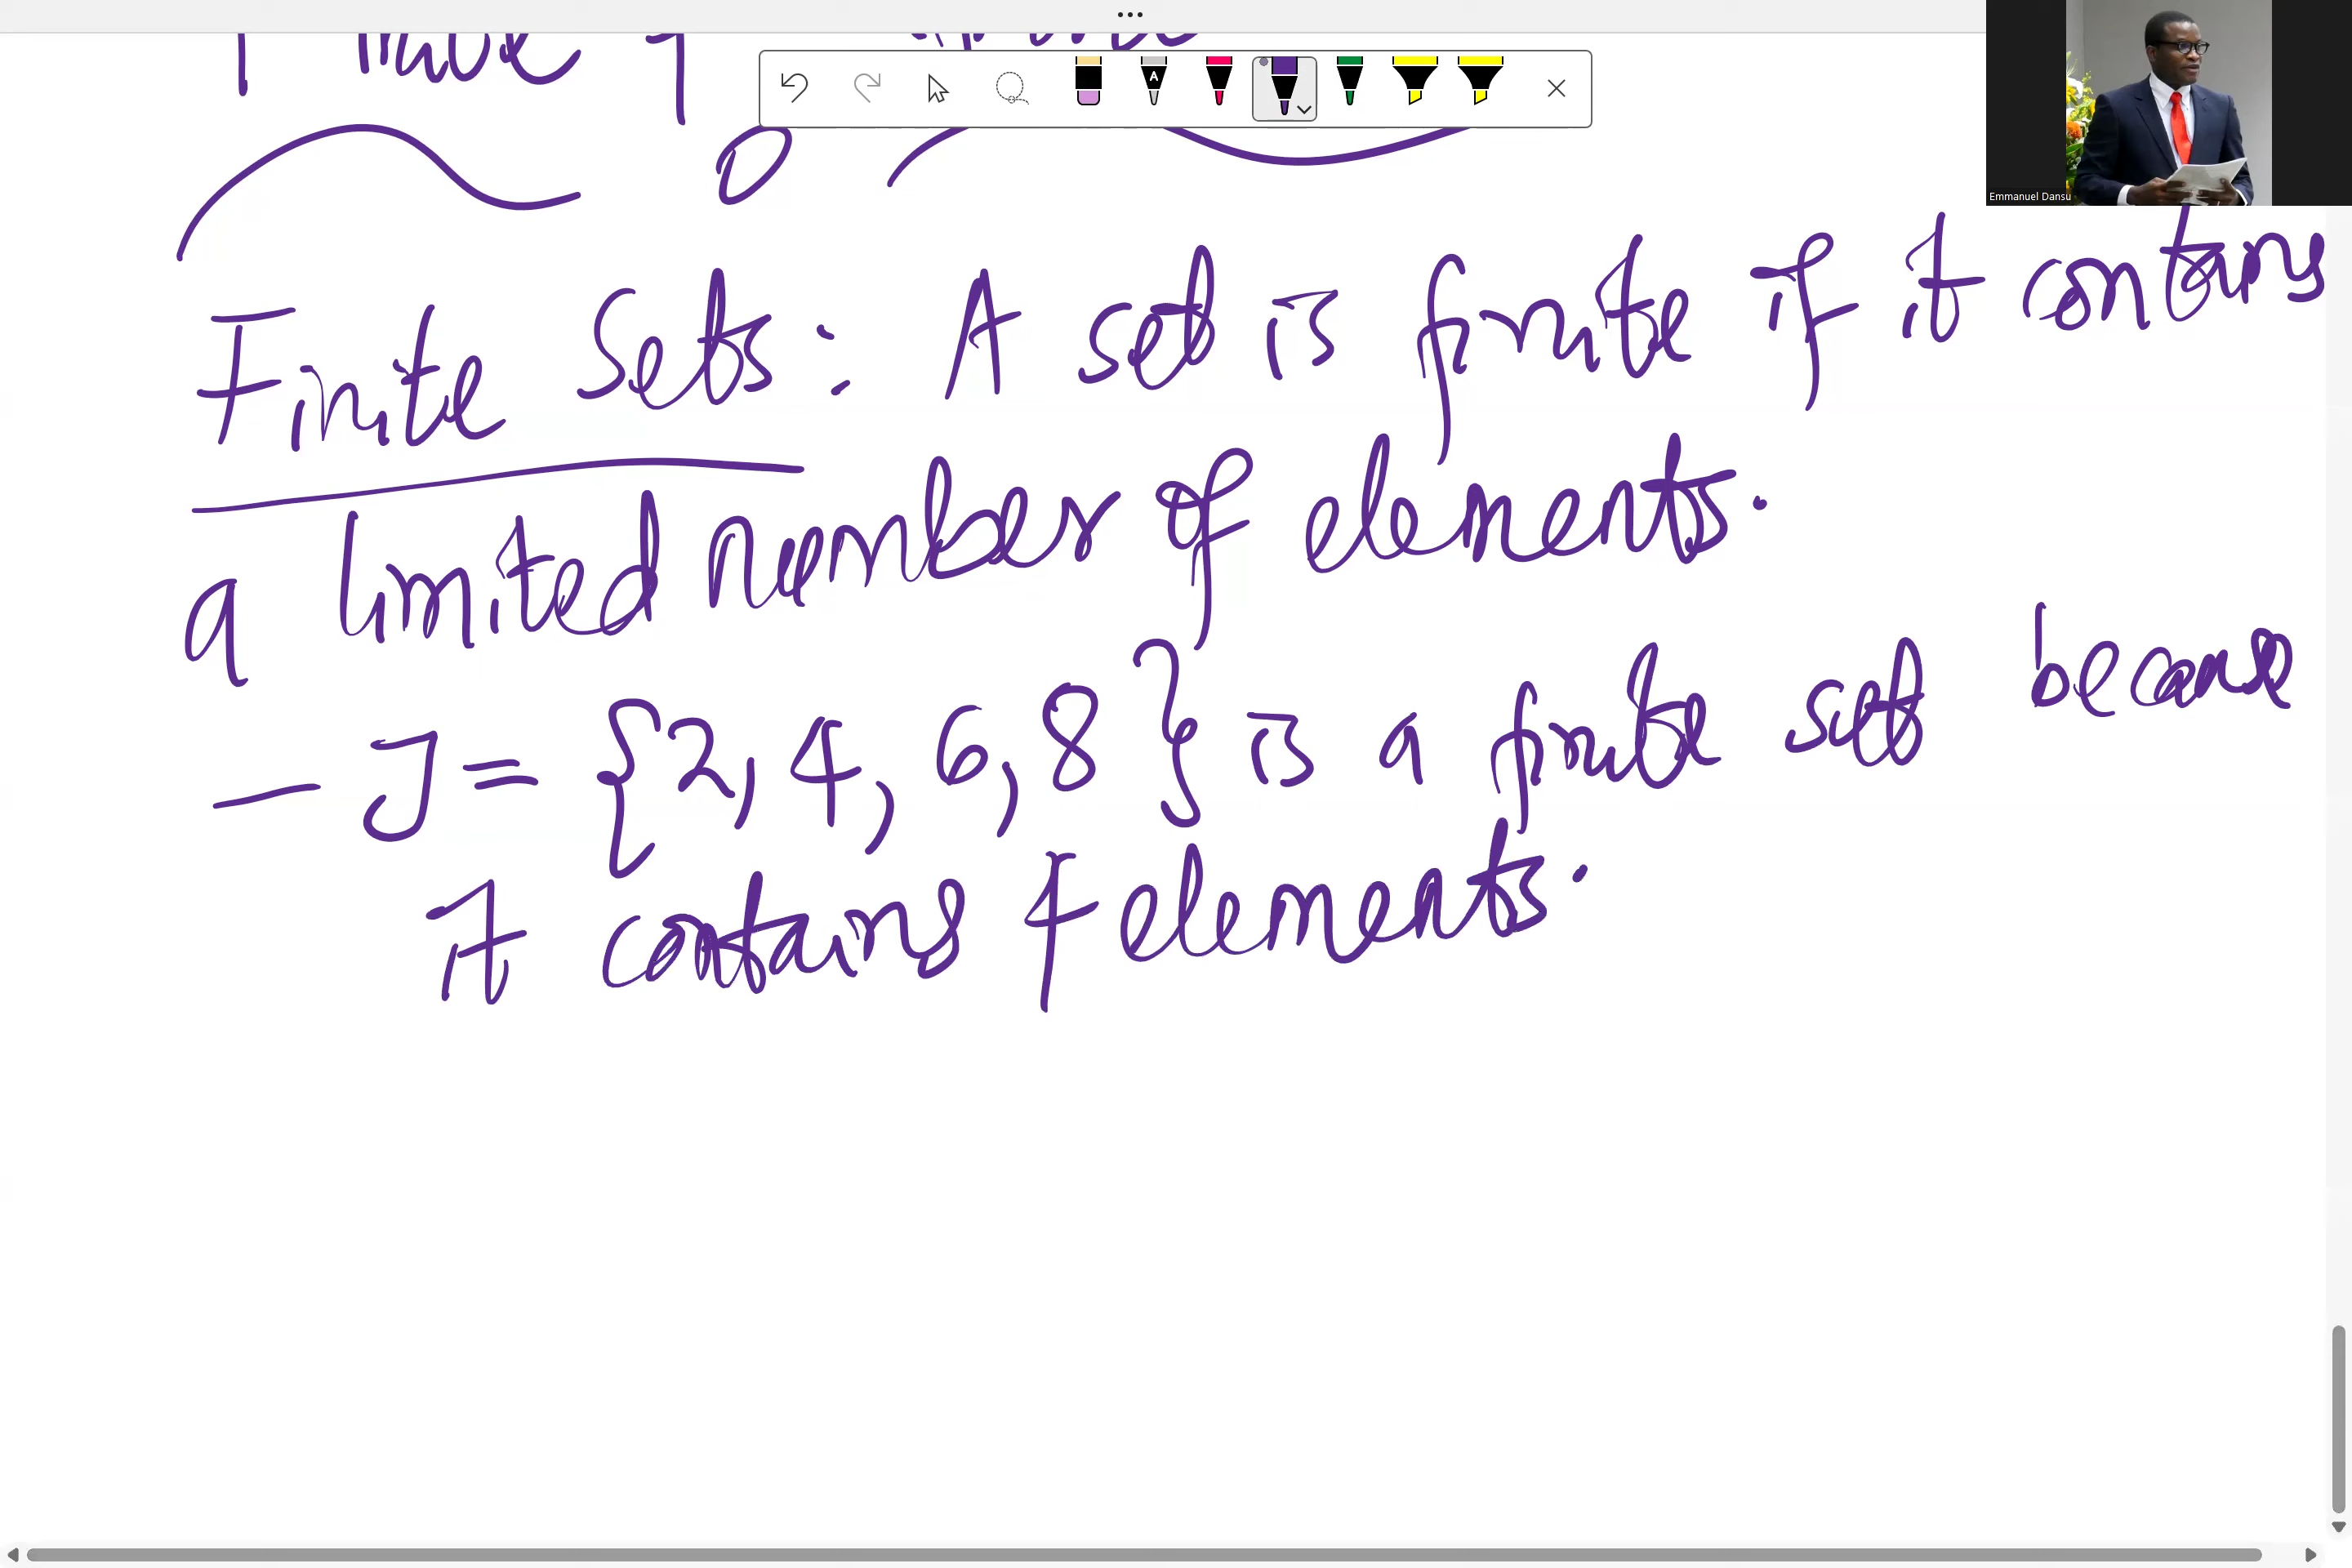 Emmanuel Dansu
Finite Sets: A set is finite if it contains
a limited number of elements.
— J = {2, 4, 6, 8} is a finite set because
it contains 4 elements.